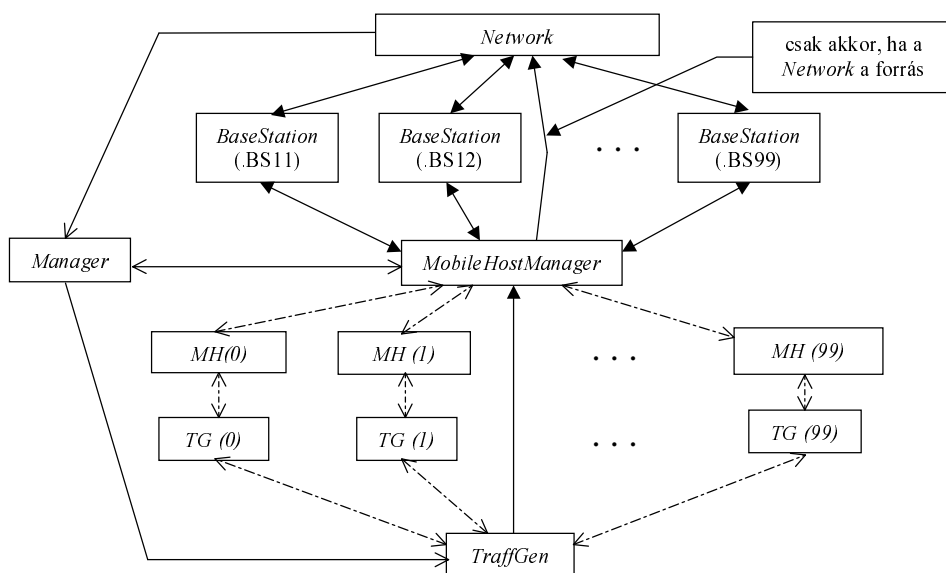 Network
csak akkor, ha a
Network a forrás
BaseStation
(.BS11)
BaseStation
(.BS12)
. . .
BaseStation
(.BS99)
Manager
MobileHostManager
MH(0)
MH (1)
. . .
MH (99)
TG (0)
TG (1)
. . .
TG (99)
TraffGen